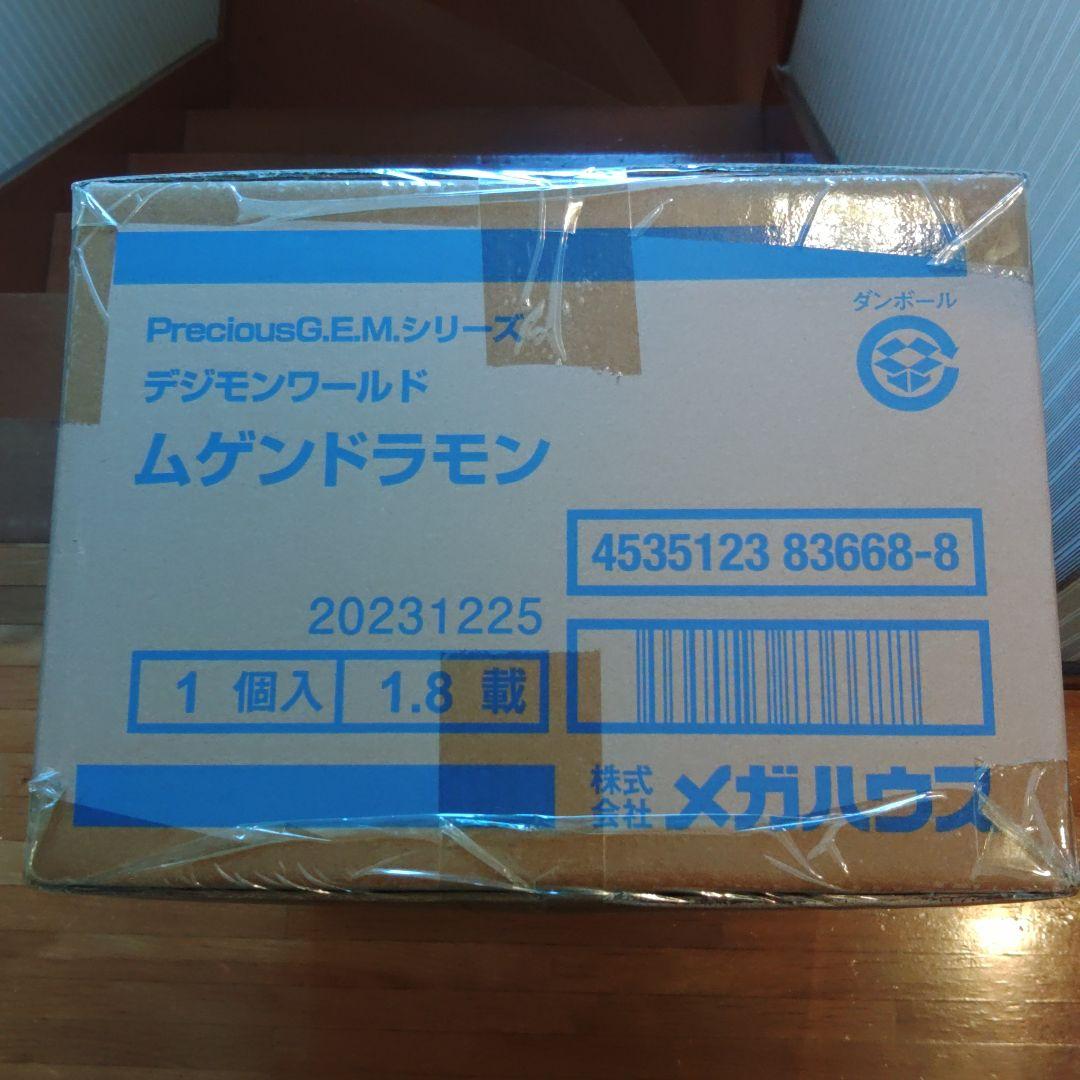 PreciousG.E.M.シリーズ
デジモンワールド
ムゲンドラモン
ダンボール
4535123 83668-8
20231225
1 個入 1.8 載
株式会社 メガハウス